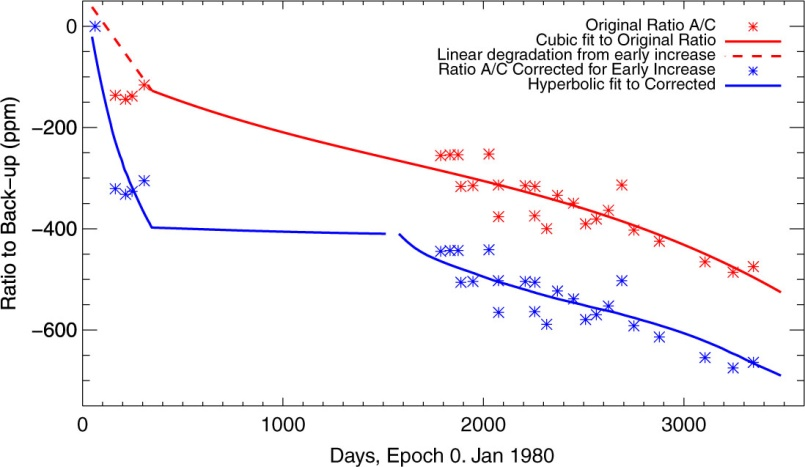 Original Ratio A/C
Cubic fit to Original Ratio
Linear degradation from early increase
Ratio A/C Corrected for Early Increase
Hyperbolic fit to Corrected
Ratio to Back-up (ppm)
0
−200
−400
−600
0 1000 2000 3000
Days, Epoch 0. Jan 1980